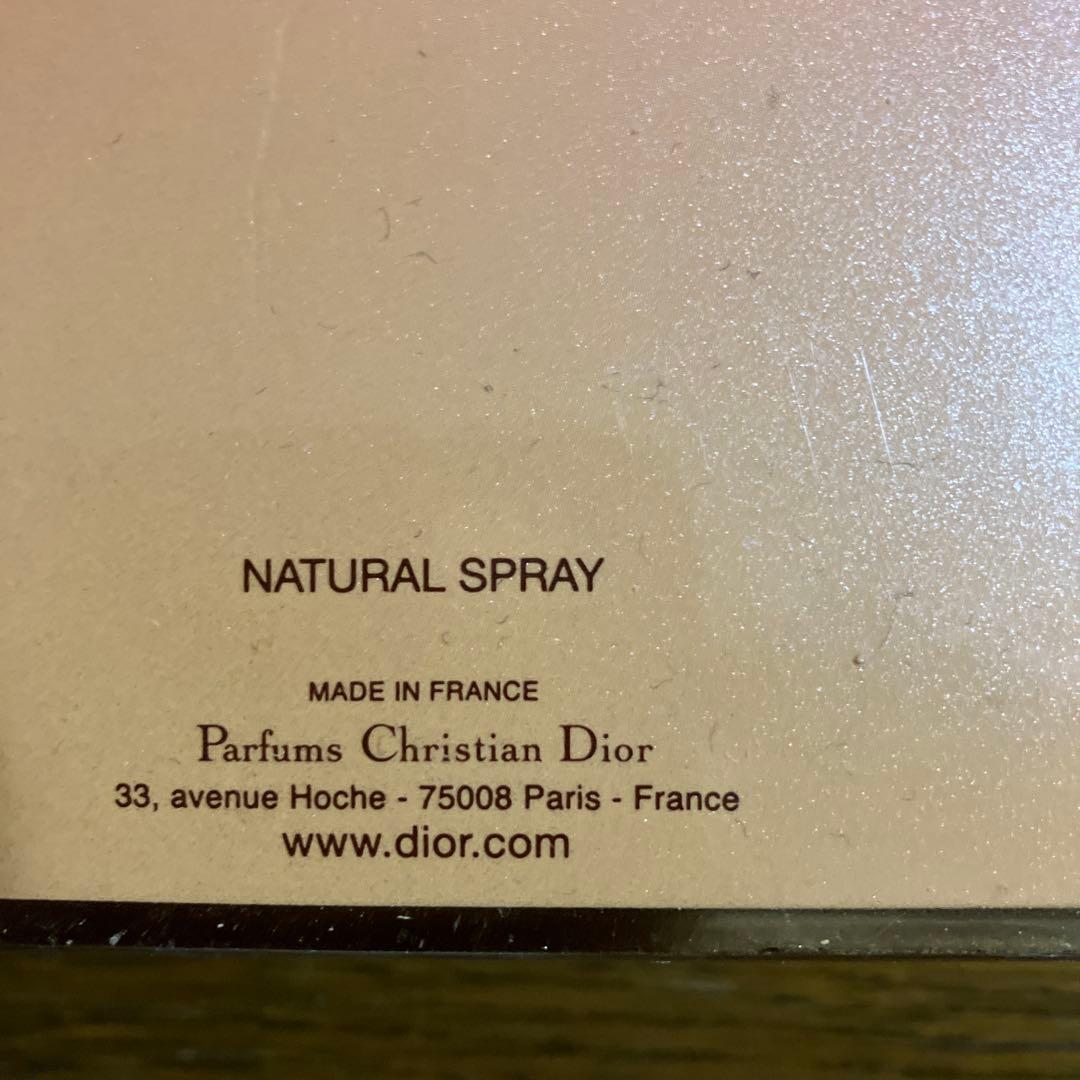 NATURAL SPRAY
MADE IN FRANCE
Parfums Christian Dior
33, avenue Hoche - 75008 Paris - France
www.dior.com